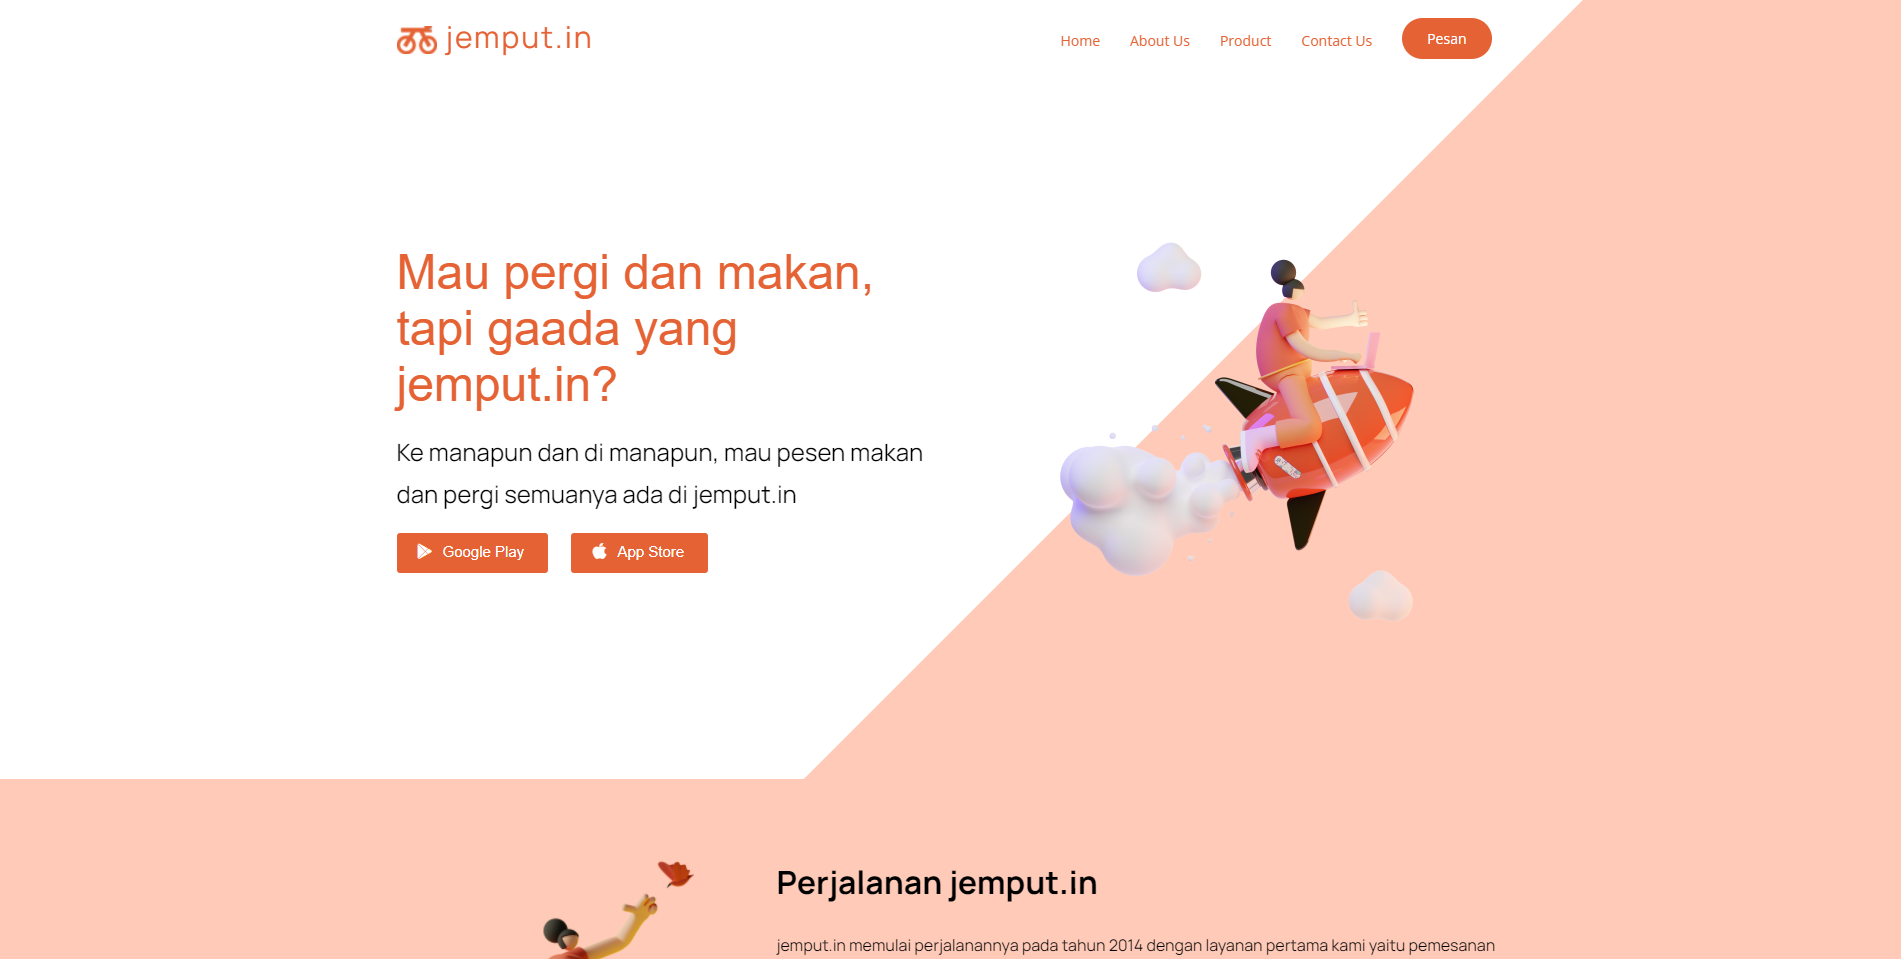 jemput.in
Home
About Us
Product
Contact Us
Pesan
Mau pergi dan makan,
tapi gaada yang
jemput.in?
Ke manapun dan di manapun, mau pesen makan
dan pergi semuanya ada di jemput.in
Google Play
App Store
Perjalanan jemput.in
jemput.in memulai perjalanannya pada tahun 2014 dengan layanan pertama kami yaitu pemesanan